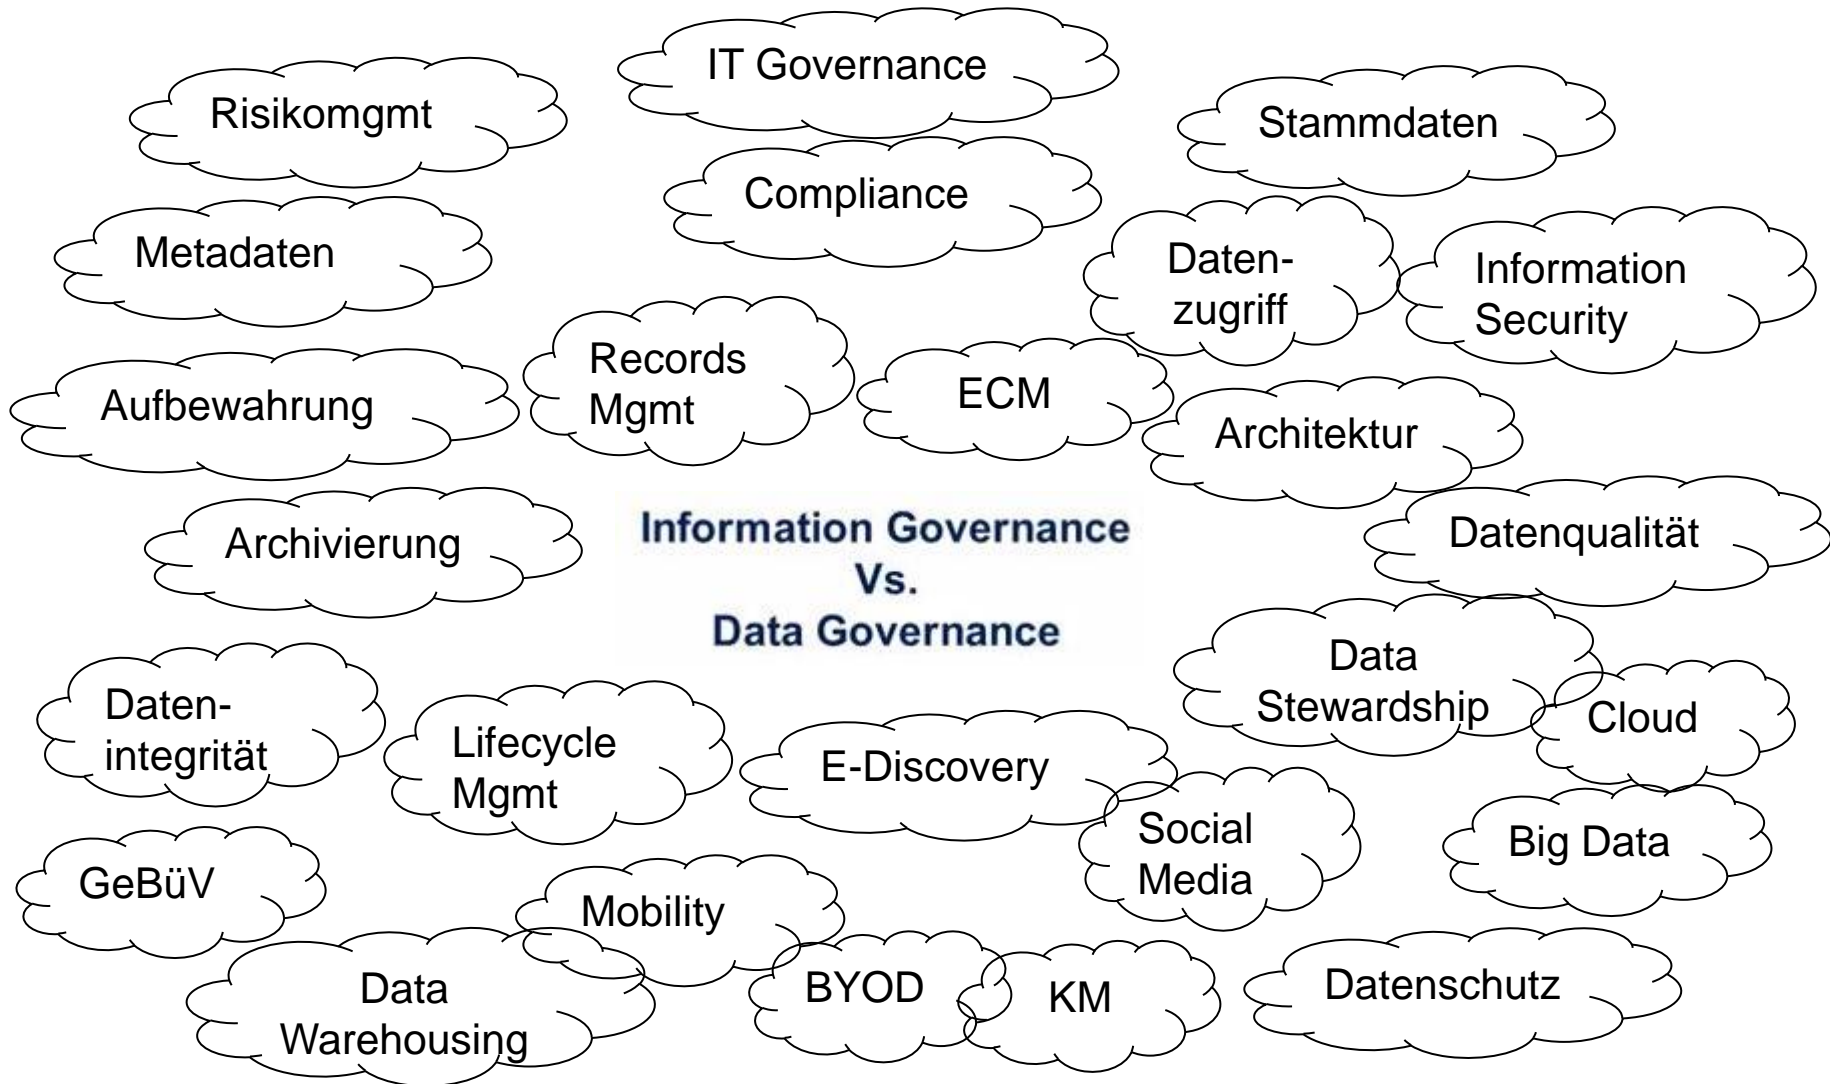 IT Governance
Risikomgmt
Stammdaten
Compliance
Metadaten
Daten-
zugriff
Information
Security
Records
Mgmt
ECM
Aufbewahrung
Architektur
Archivierung
Information Governance
Vs.
Data Governance
Datenqualität
Data
Stewardship
Cloud
Daten-
integrität
Lifecycle
Mgmt
E-Discovery
Social
Media
Big Data
GeBüV
Mobility
Data
Warehousing
BYOD
KM
Datenschutz